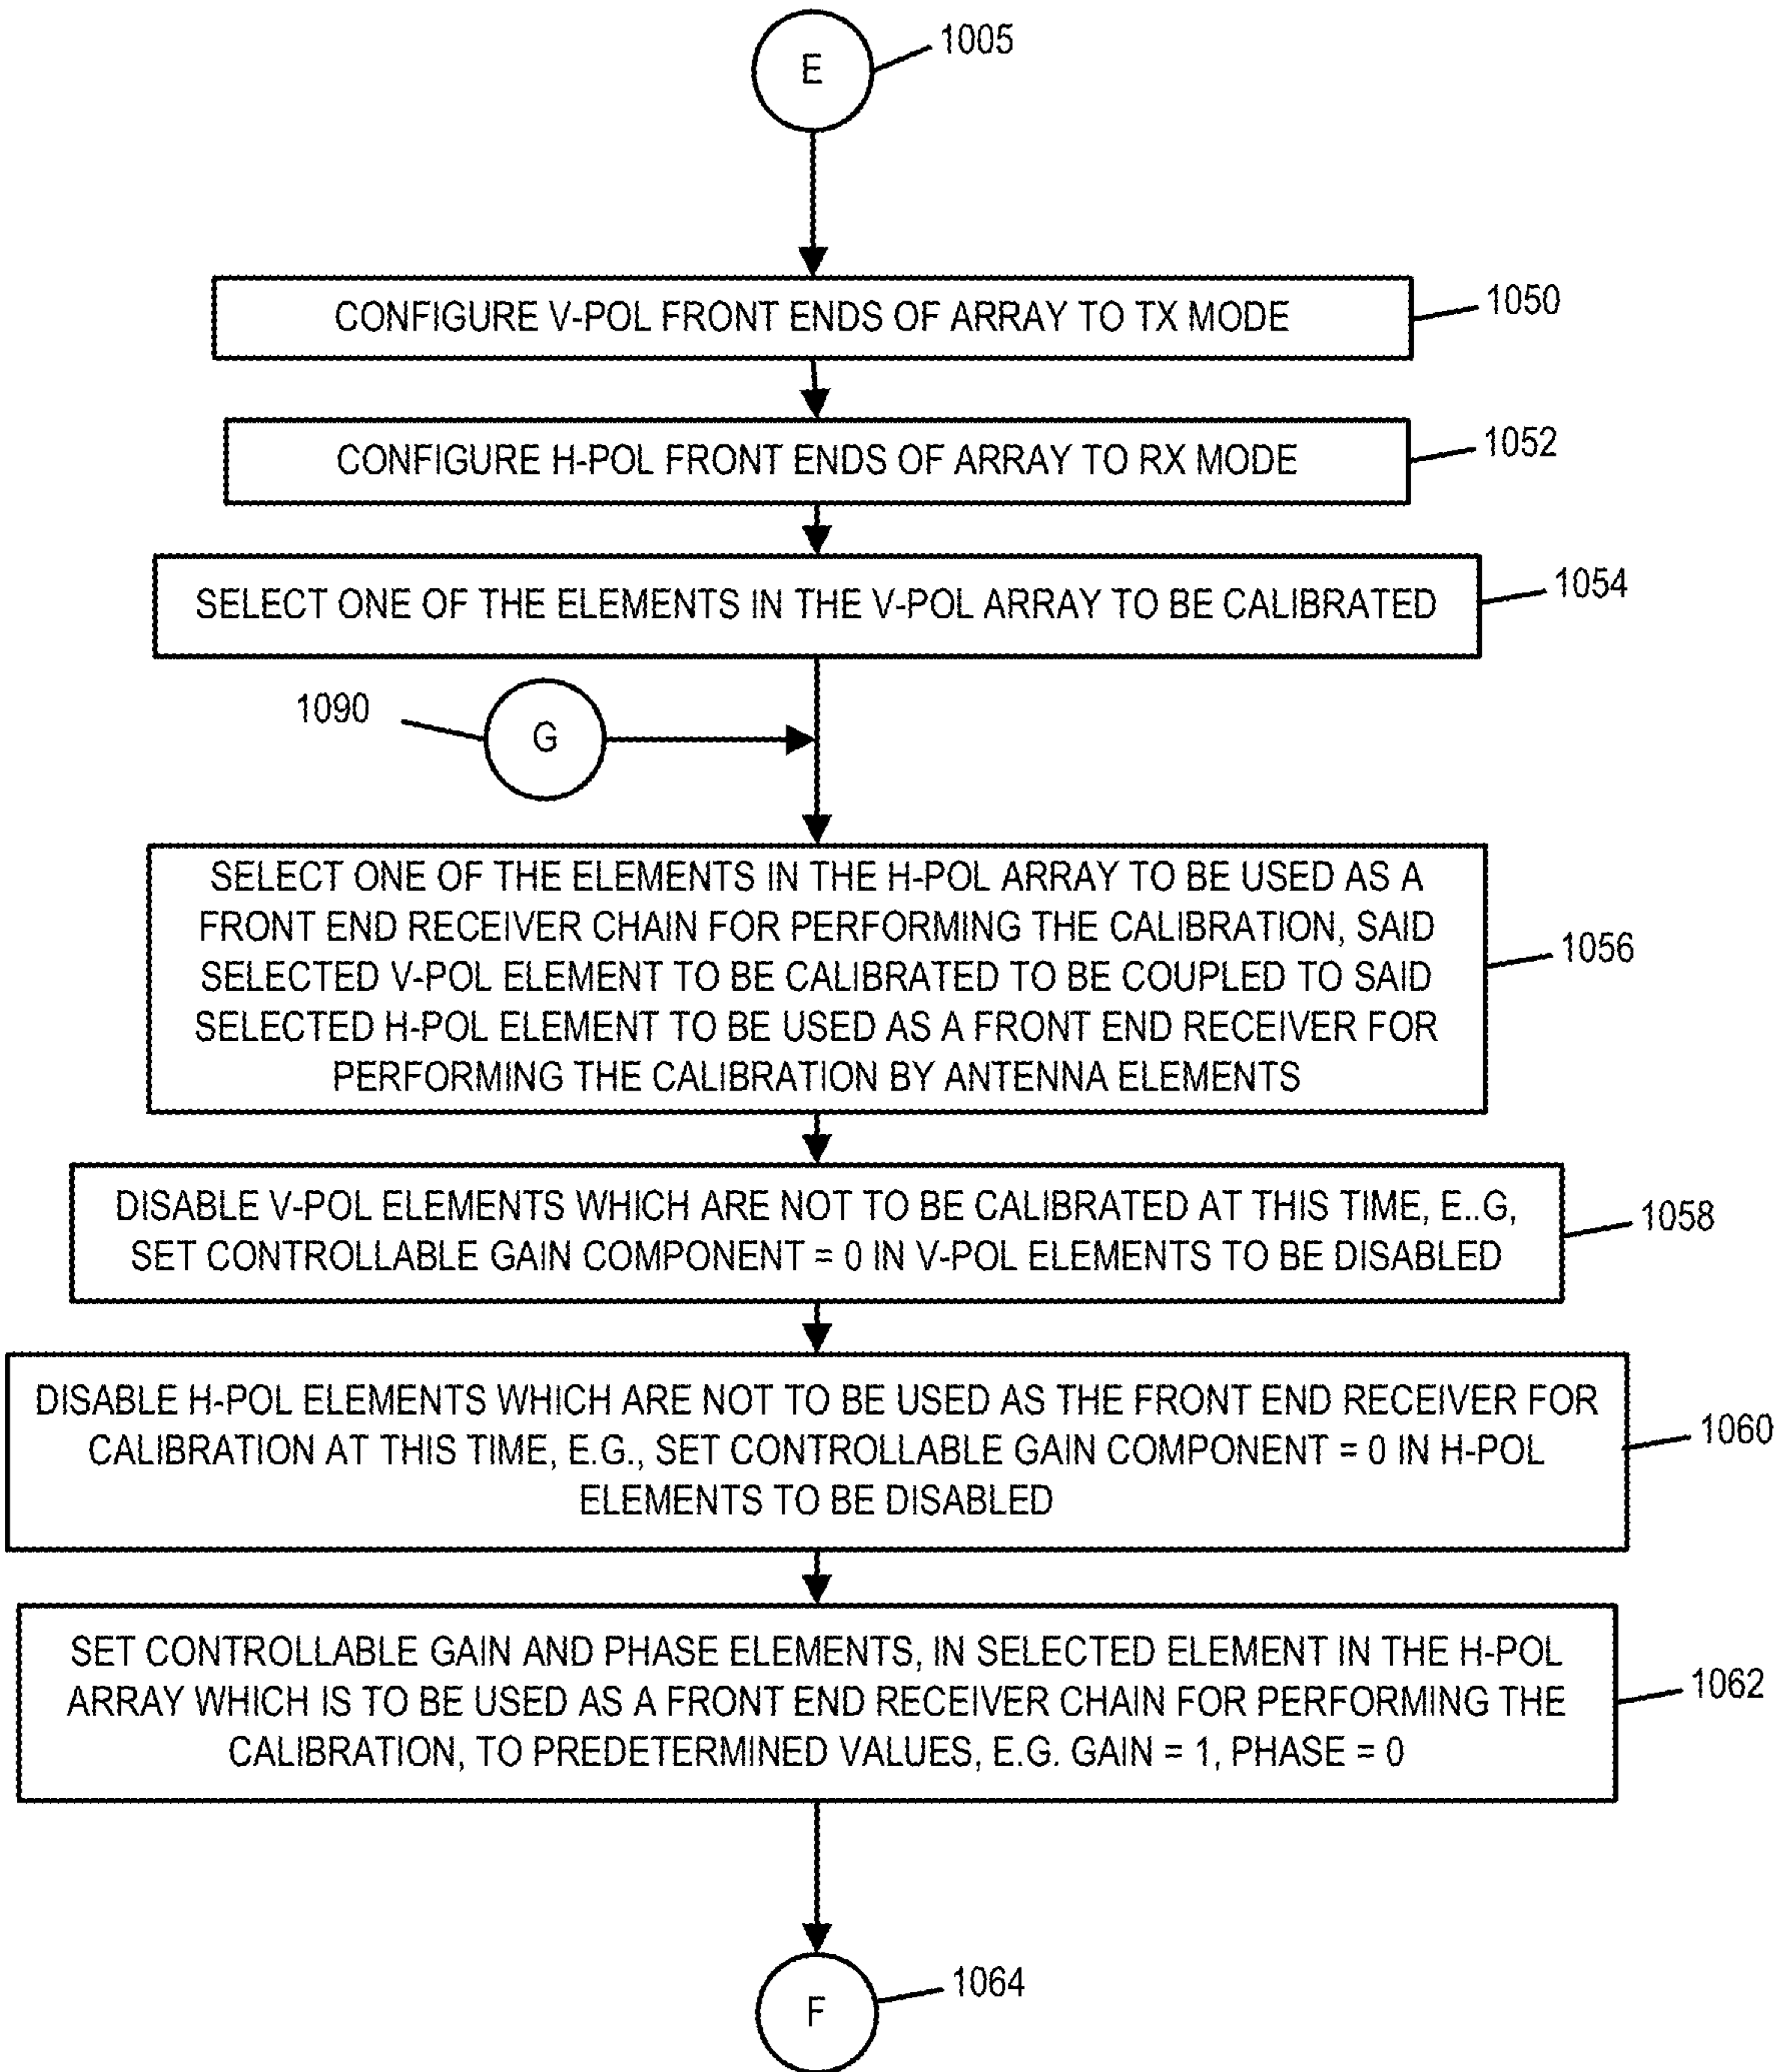 E
1005
CONFIGURE V-POL FRONT ENDS OF ARRAY TO TX MODE
1050
CONFIGURE H-POL FRONT ENDS OF ARRAY TO RX MODE
1052
SELECT ONE OF THE ELEMENTS IN THE V-POL ARRAY TO BE CALIBRATED
1054
1090
G
SELECT ONE OF THE ELEMENTS IN THE H-POL ARRAY TO BE USED AS A
FRONT END RECEIVER CHAIN FOR PERFORMING THE CALIBRATION, SAID
SELECTED V-POL ELEMENT TO BE CALIBRATED TO BE COUPLED TO SAID
SELECTED H-POL ELEMENT TO BE USED AS A FRONT END RECEIVER FOR
PERFORMING THE CALIBRATION BY ANTENNA ELEMENTS
1056
DISABLE V-POL ELEMENTS WHICH ARE NOT TO BE CALIBRATED AT THIS TIME, E..G,
SET CONTROLLABLE GAIN COMPONENT = 0 IN V-POL ELEMENTS TO BE DISABLED
1058
DISABLE H-POL ELEMENTS WHICH ARE NOT TO BE USED AS THE FRONT END RECEIVER FOR
CALIBRATION AT THIS TIME, E.G., SET CONTROLLABLE GAIN COMPONENT = 0 IN H-POL
ELEMENTS TO BE DISABLED
1060
SET CONTROLLABLE GAIN AND PHASE ELEMENTS, IN SELECTED ELEMENT IN THE H-POL
ARRAY WHICH IS TO BE USED AS A FRONT END RECEIVER CHAIN FOR PERFORMING THE
CALIBRATION, TO PREDETERMINED VALUES, E.G. GAIN = 1, PHASE = 0
1062
F
1064